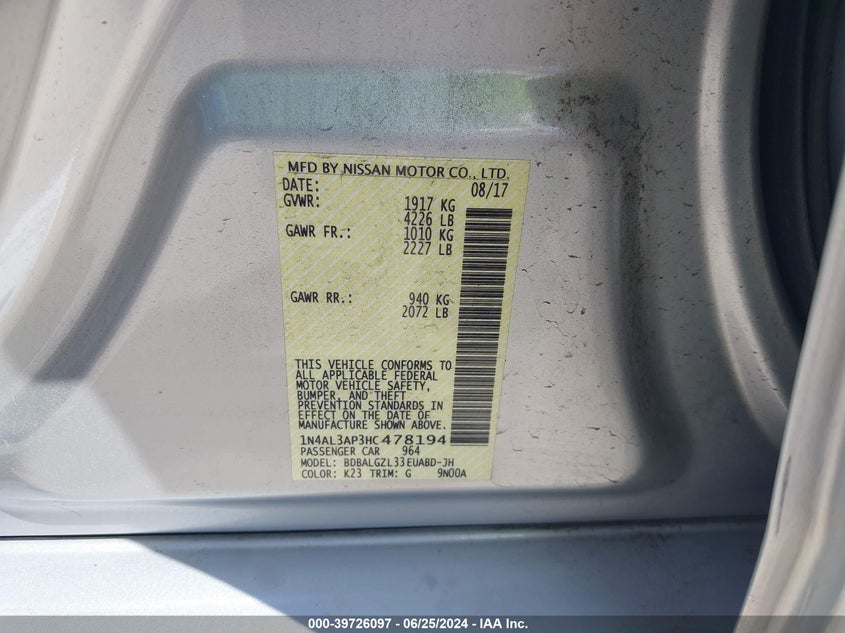 MFD BY NISSAN MOTOR CO., LTD.
DATE: 08/17
GVWR: 1917 KG
4226 LB
GAWR FR.: 1010 KG
2227 LB
GAWR RR.: 940 KG
2072 LB
THIS VEHICLE CONFORMS TO
ALL APPLICABLE FEDERAL
MOTOR VEHICLE SAFETY,
BUMPER, AND THEFT
PREVENTION STANDARDS IN
EFFECT ON THE DATE OF
MANUFACTURE SHOWN ABOVE.
1N4AL3AP3HC478194
PASSENGER CAR 964
MODEL: BDBALGZL33EUABD-JH
COLOR: K23 TRIM: G 9N00A
000-39726097 - 06/25/2024 - IAA Inc.